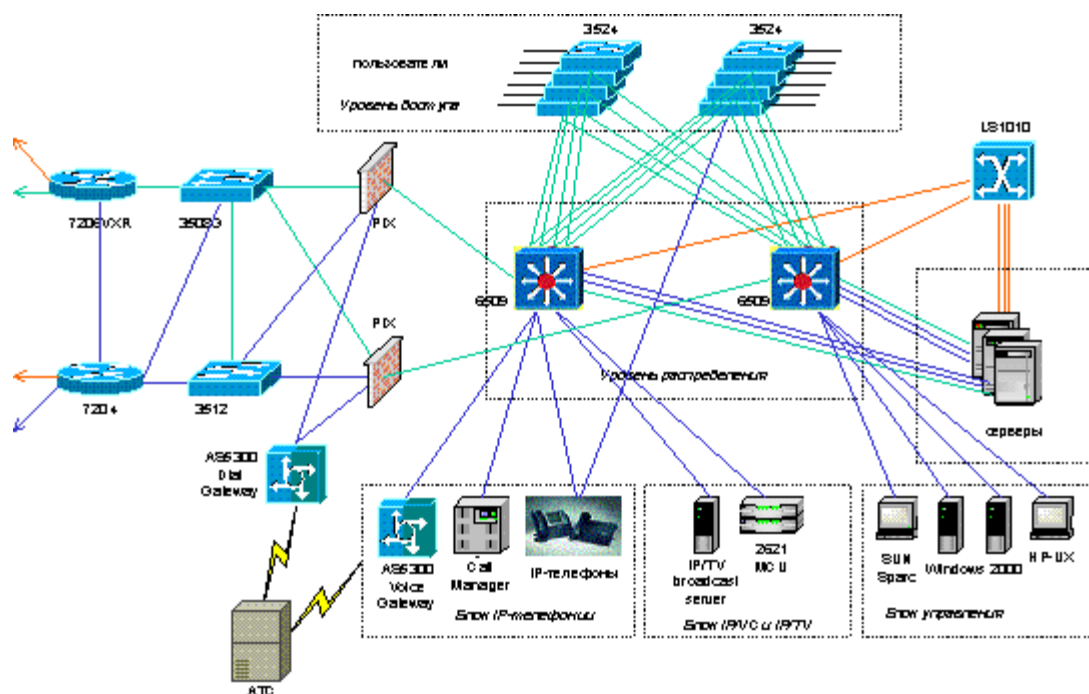 3524
3524
пользователи
Уровень доступа
LS1010
7206VXR
3508G
PIX
6509
6509
PIX
Уровень распределения
7204
3512
серверы
AS5300
Dial
Gateway
AS5300
Voice
Gateway
Call
Manager
IP-телефоны
Блок IP-телефонии
IP/TV
broadcast
server
2621
MCU
Блок IP/VC и IP/TV
SUN
Sparc
Windows 2000
HP-UX
Блок управления
АТС